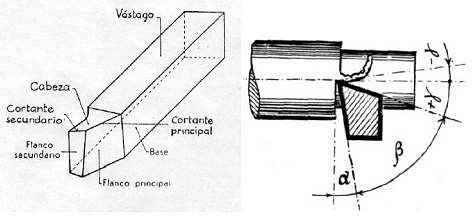 Vástago
Cabeza
Cortante
secundario
Cortante
principal
Flanco
secundario
Base
Flanco principal
-γ
+γ
β
α